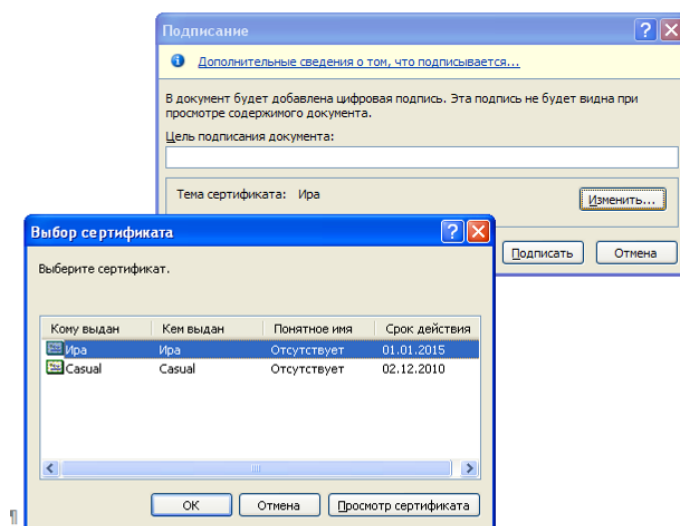 Подписание
Дополнительные сведения о том, что подписывается...
В документ будет добавлена цифровая подпись. Эта подпись не будет видна при
просмотре содержимого документа.
Цель подписания документа:
Тема сертификата: Ира
Изменить...
Подписать Отмена
Выбор сертификата
Выберите сертификат.
Кому выдан Кем выдан Понятное имя Срок действия
Ира Ира Отсутствует 01.01.2015
Casual Casual Отсутствует 02.12.2010
ОК Отмена Просмотр сертификата
¶